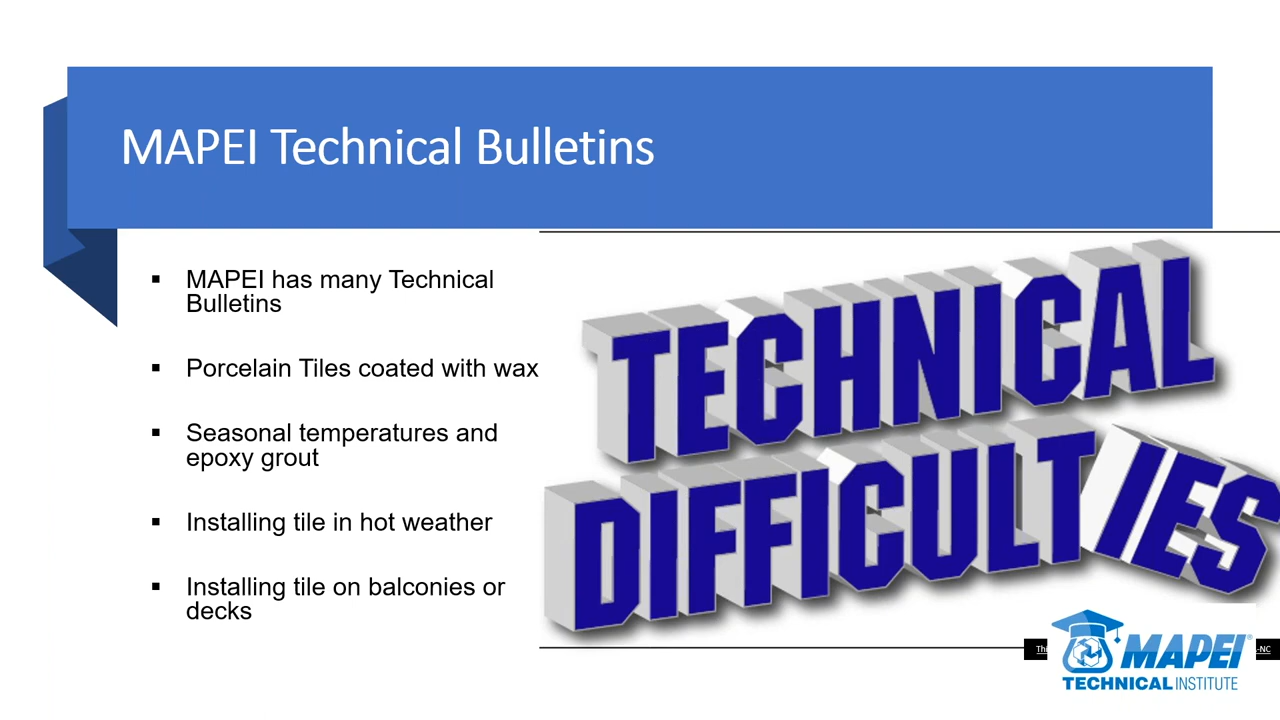 MAPEI Technical Bulletins
▪ MAPEI has many Technical
Bulletins
▪ Porcelain Tiles coated with wax
▪ Seasonal temperatures and
epoxy grout
▪ Installing tile in hot weather
▪ Installing tile on balconies or
decks
TECHNICAL
DIFFICULTIES
MAPEI®
TECHNICAL INSTITUTE